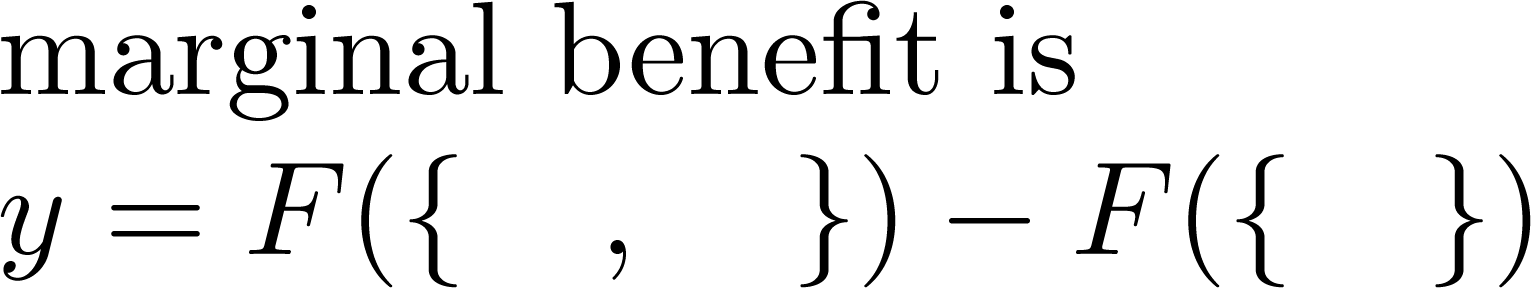 marginal benefit is
y = F({ , }) − F({ })